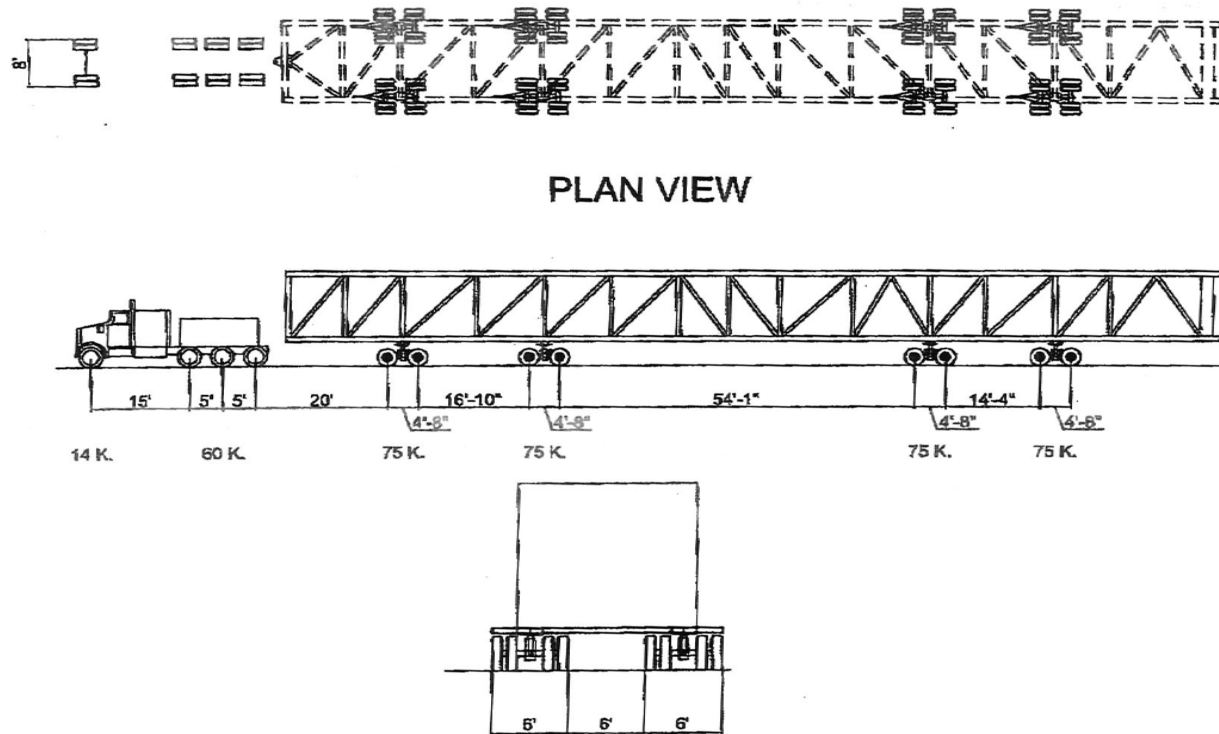 8'
PLAN VIEW
15' 5' 5' 20' 16'-10" 54'-1" 14'-4"
4'-8" 4'-8" 4'-8" 4'-8"
14 K. 60 K. 75 K. 75 K. 75 K. 75 K.
6' 6' 6'